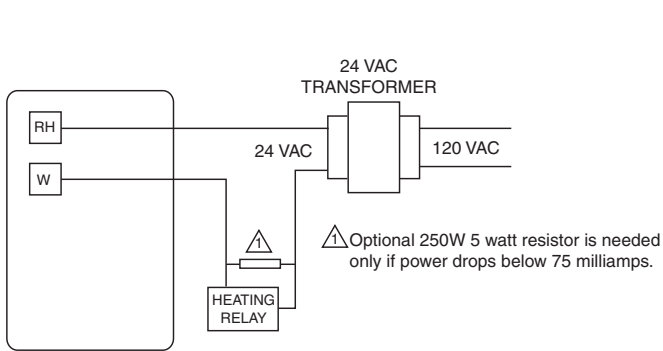 24 VAC
TRANSFORMER
RH
24 VAC
120 VAC
W
1
1 Optional 250W 5 watt resistor is needed
only if power drops below 75 milliamps.
HEATING
RELAY